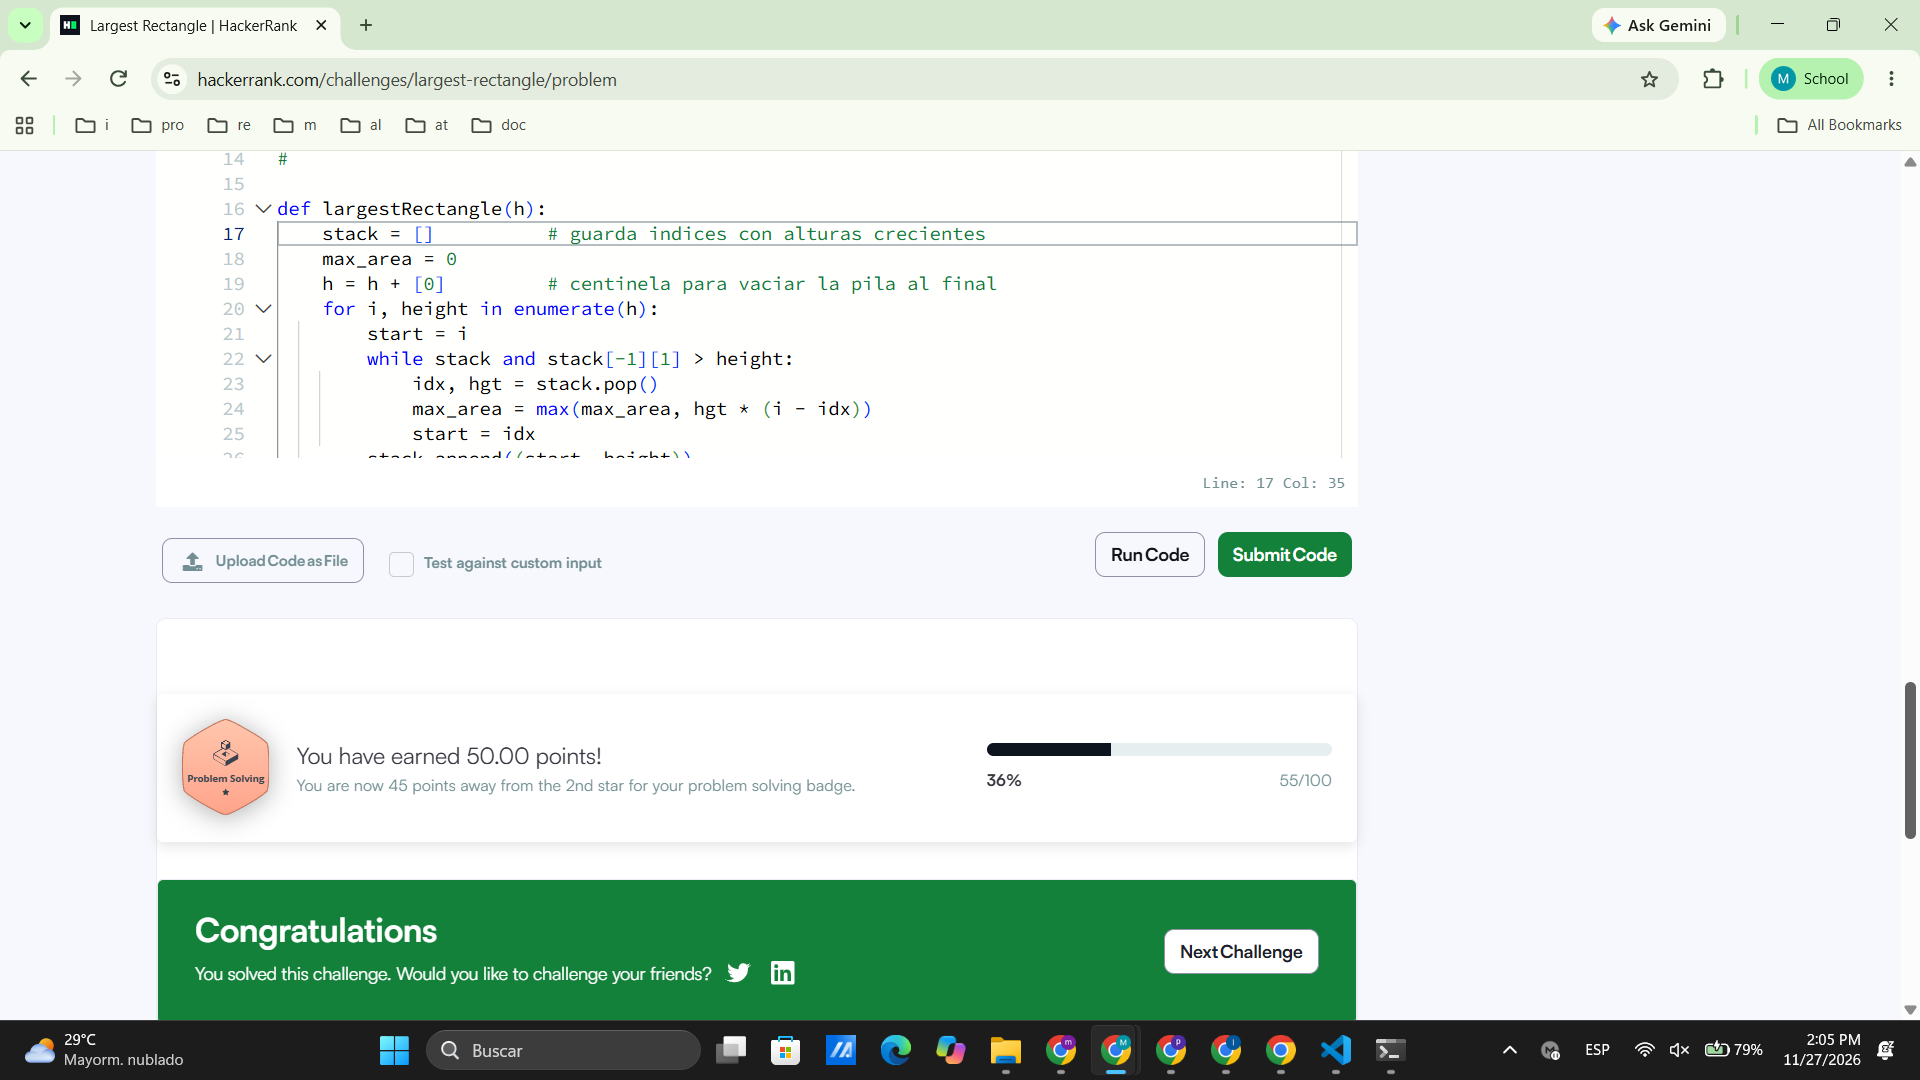 Largest Rectangle | HackerRank
Ask Gemini
hackerrank.com/challenges/largest-rectangle/problem
M School
i pro re m al at doc All Bookmarks
14 #
15
16 def largestRectangle(h):
17 stack = [] # guarda indices con alturas crecientes
18 max_area = 0
19 h = h + [0] # centinela para vaciar la pila al final
20 for i, height in enumerate(h):
21 start = i
22 while stack and stack[-1][1] > height:
23 idx, hgt = stack.pop()
24 max_area = max(max_area, hgt * (i - idx))
25 start = idx
26 stack.append((start, height))
Line: 17 Col: 35
Upload Code as File
Test against custom input
Run Code
Submit Code
Problem Solving
You have earned 50.00 points!
You are now 45 points away from the 2nd star for your problem solving badge.
36% 55/100
Congratulations
You solved this challenge. Would you like to challenge your friends?
Next Challenge
29°C
Mayorm. nublado
Buscar
ESP
79%
2:05 PM
11/27/2026